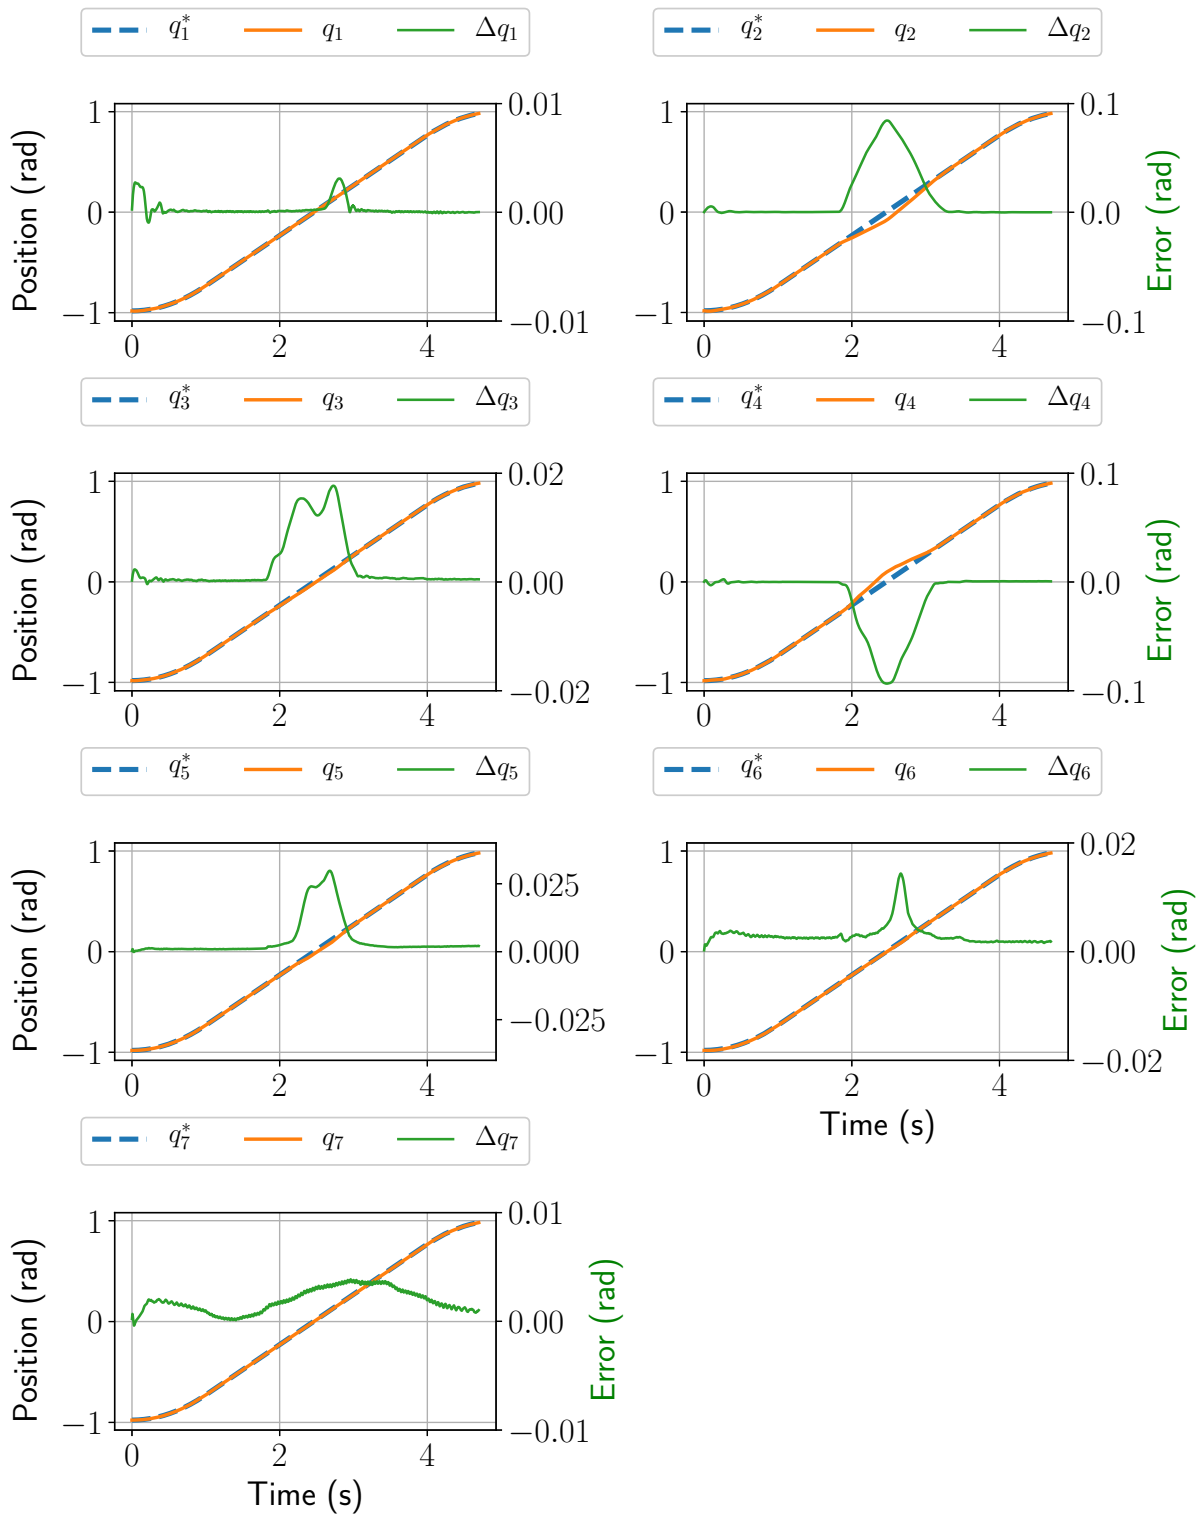 q₁* q₁ Δq₁
q₂* q₂ Δq₂
Position (rad)
1
0
−1
0.01
0.00
−0.01
0 2 4
1
0
−1
0.1
0.0
−0.1
Error (rad)
0 2 4
q₃* q₃ Δq₃
q₄* q₄ Δq₄
Position (rad)
1
0
−1
0.02
0.00
−0.02
0 2 4
1
0
−1
0.1
0.0
−0.1
Error (rad)
0 2 4
q₅* q₅ Δq₅
q₆* q₆ Δq₆
Position (rad)
1
0
−1
0.025
0.000
−0.025
0 2 4
1
0
−1
0.02
0.00
−0.02
Error (rad)
0 2 4
Time (s)
q₇* q₇ Δq₇
Position (rad)
1
0
−1
0.01
0.00
−0.01
Error (rad)
0 2 4
Time (s)